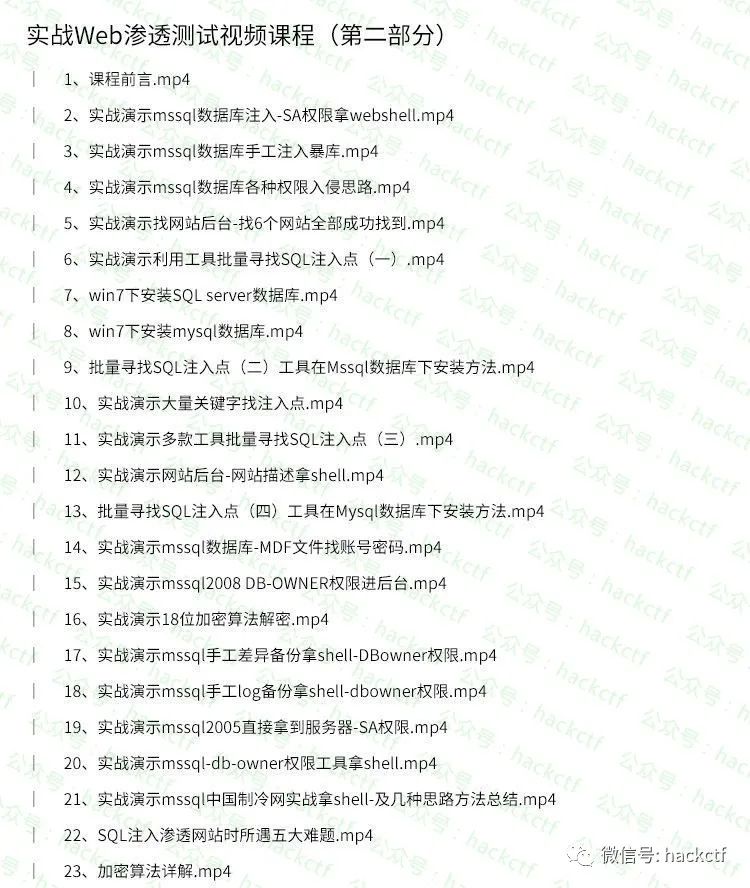 实战Web渗透测试视频课程（第二部分）
1、课程前言.mp4
2、实战演示mssql数据库注入-SA权限拿webshell.mp4
3、实战演示mssql数据库手工注入暴库.mp4
4、实战演示mssql数据库各种权限入侵思路.mp4
5、实战演示找网站后台-找6个网站全部成功找到.mp4
6、实战演示利用工具批量寻找SQL注入点（一）.mp4
7、win7下安装SQL server数据库.mp4
8、win7下安装mysql数据库.mp4
9、批量寻找SQL注入点（二）工具在Mssql数据库下安装方法.mp4
10、实战演示大量关键字找注入点.mp4
11、实战演示多款工具批量寻找SQL注入点（三）.mp4
12、实战演示网站后台-网站描述拿shell.mp4
13、批量寻找SQL注入点（四）工具在Mysql数据库下安装方法.mp4
14、实战演示mssql数据库-MDF文件找账号密码.mp4
15、实战演示mssql2008 DB-OWNER权限进后台.mp4
16、实战演示18位加密算法解密.mp4
17、实战演示mssql手工差异备份拿shell-DBowner权限.mp4
18、实战演示mssql手工log备份拿shell-dbowner权限.mp4
19、实战演示mssql2005直接拿到服务器-SA权限.mp4
20、实战演示mssql-db-owner权限工具拿shell.mp4
21、实战演示mssql中国制冷网实战拿shell-及几种思路方法总结.mp4
22、SQL注入渗透网站时所遇五大难题.mp4
23、加密算法详解.mp4
微信号: hackctf
公众号：hackctf